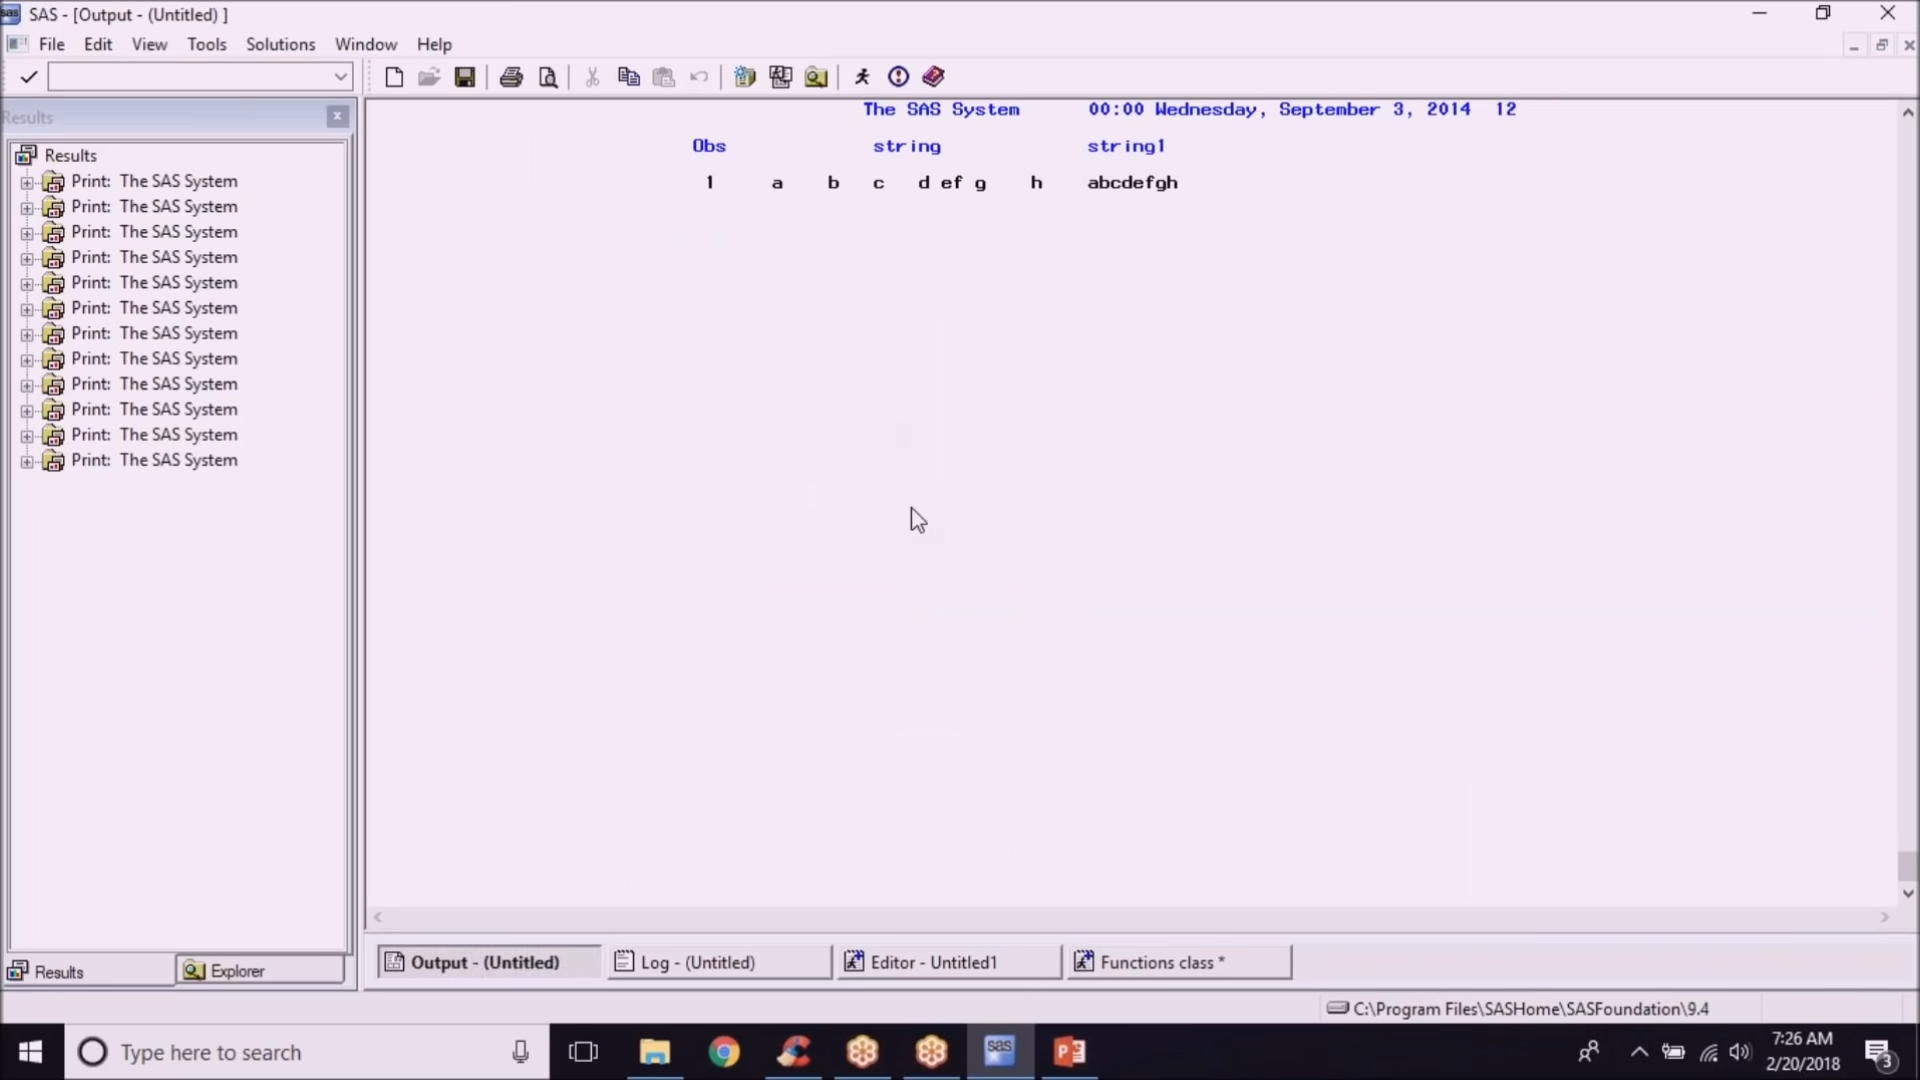 SAS - [Output - (Untitled) ]
File Edit View Tools Solutions Window Help
Results
The SAS System 00:00 Wednesday, September 3, 2014 12
Obs string string1
1 a b c d ef g h abcdefgh
Results
Print: The SAS System
Print: The SAS System
Print: The SAS System
Print: The SAS System
Print: The SAS System
Print: The SAS System
Print: The SAS System
Print: The SAS System
Print: The SAS System
Print: The SAS System
Print: The SAS System
Print: The SAS System
Results Explorer
Output - (Untitled) Log - (Untitled) Editor - Untitled1 Functions class *
C:\Program Files\SASHome\SASFoundation\9.4
Type here to search
sas
7:26 AM
2/20/2018
3